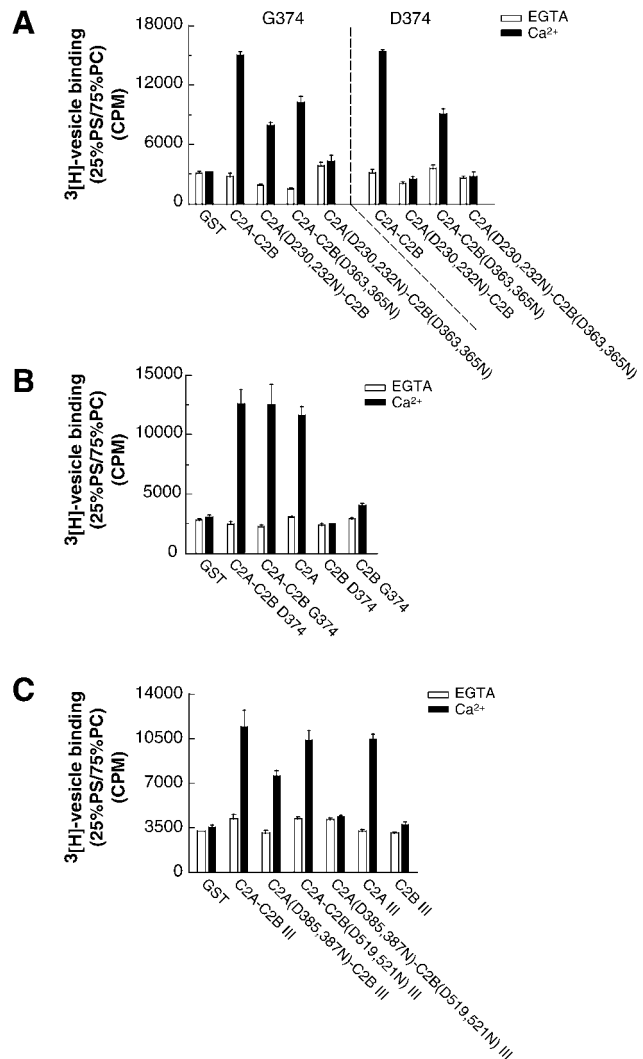 A
G374
D374
EGTA
Ca²⁺
3[H]-vesicle binding
(25%PS/75%PC)
(CPM)
18000
12000
6000
0
GST
C2A-C2B
C2A(D230,232N)-C2B
C2A-C2B(D363,365N)
C2A(D230,232N)-C2B(D363,365N)
C2A-C2B
C2A(D230,232N)-C2B
C2A-C2B(D363,365N)
C2A(D230,232N)-C2B(D363,365N)
B
EGTA
Ca²⁺
3[H]-vesicle binding
(25%PS/75%PC)
(CPM)
15000
10000
5000
0
GST
C2A-C2B D374
C2A-C2B G374
C2A
C2B D374
C2B G374
C
EGTA
Ca²⁺
3[H]-vesicle binding
(25%PS/75%PC)
(CPM)
14000
10500
7000
3500
0
GST
C2A-C2B III
C2A(D385,387N)-C2B III
C2A-C2B(D519,521N) III
C2A(D385,387N)-C2B(D519,521N) III
C2A III
C2B III